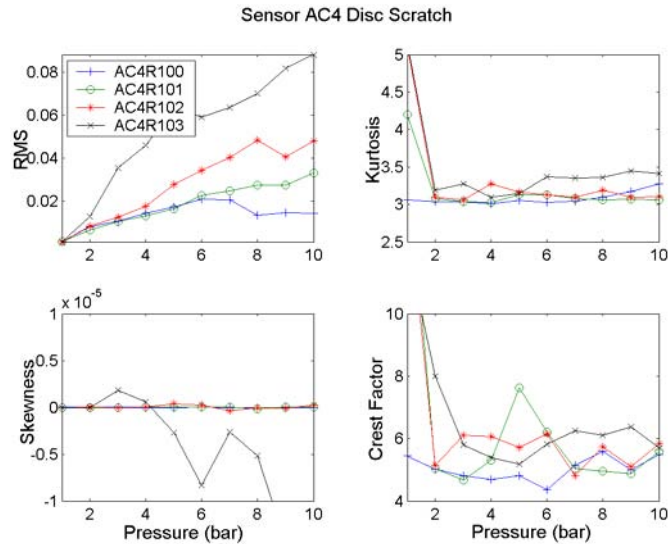 Sensor AC4 Disc Scratch
0.08
0.06
0.04
0.02
RMS
AC4R100
AC4R101
AC4R102
AC4R103
2 4 6 8 10
5
4.5
4
3.5
3
2.5
Kurtosis
2 4 6 8 10
1 x 10^-5
0.5
0
-0.5
-1
Skewness
2 4 6 8 10
Pressure (bar)
10
8
6
4
Crest Factor
2 4 6 8 10
Pressure (bar)